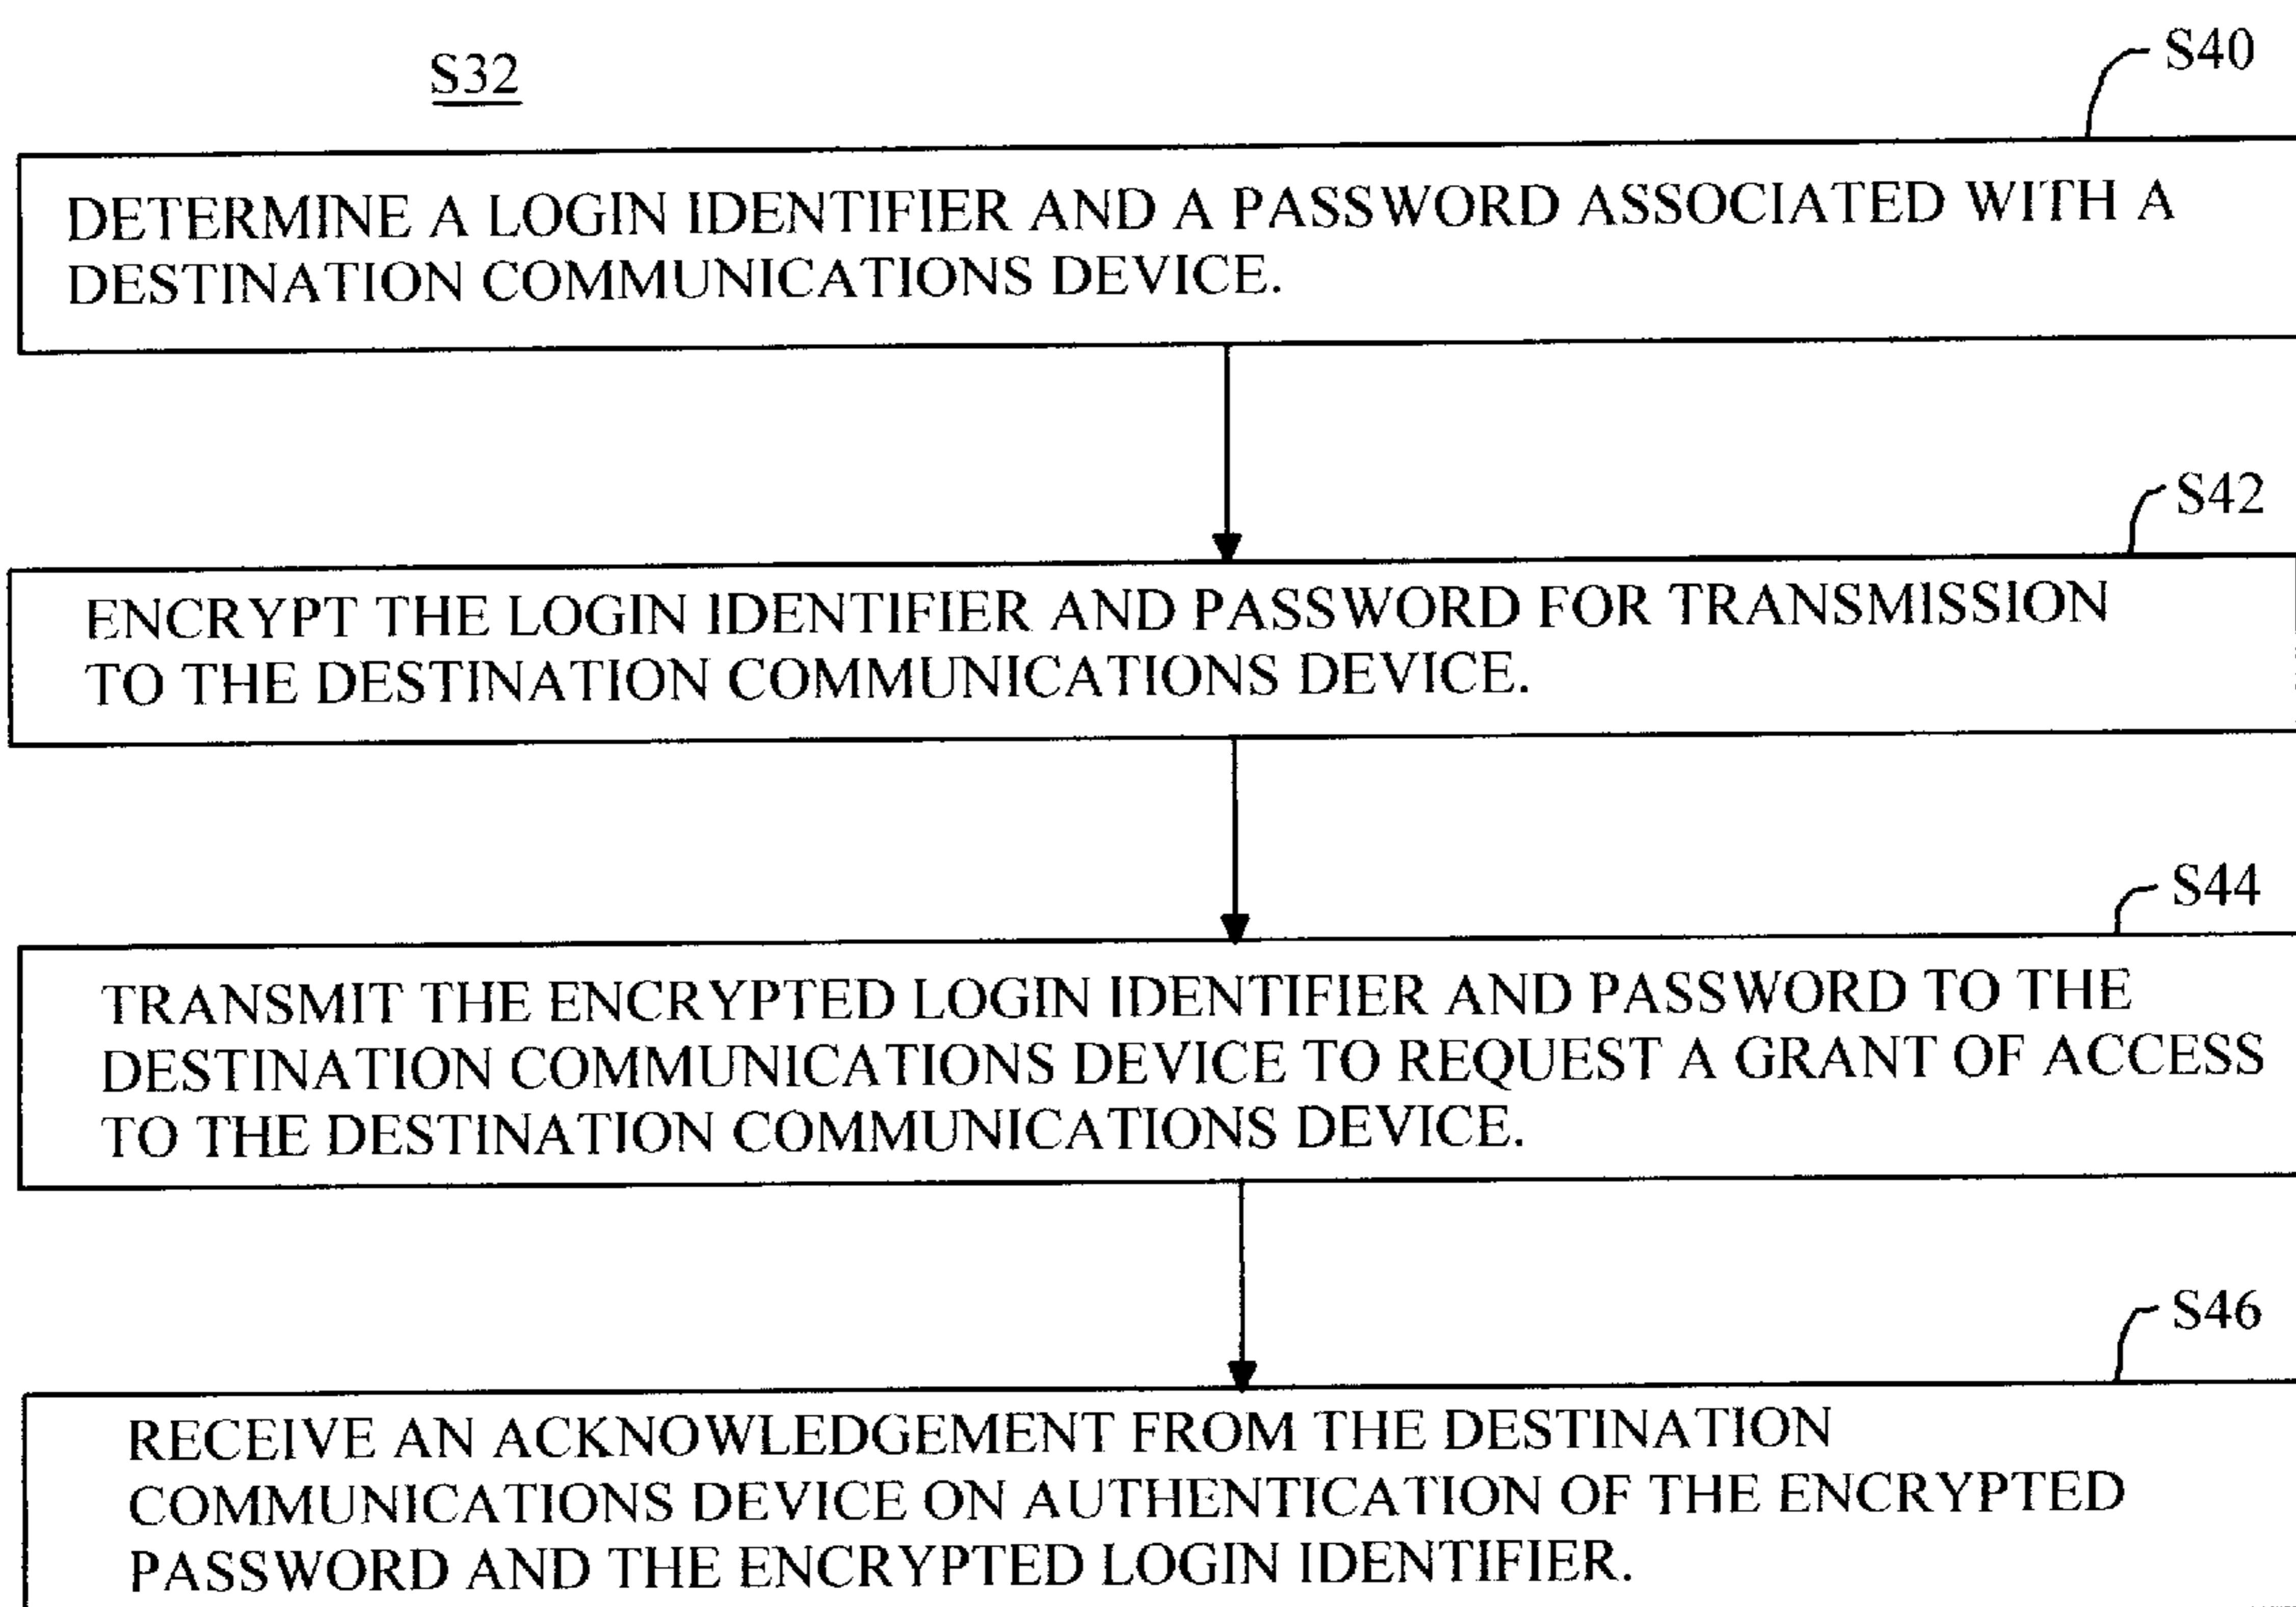 S32
S40
DETERMINE A LOGIN IDENTIFIER AND A PASSWORD ASSOCIATED WITH A
DESTINATION COMMUNICATIONS DEVICE.
S42
ENCRYPT THE LOGIN IDENTIFIER AND PASSWORD FOR TRANSMISSION
TO THE DESTINATION COMMUNICATIONS DEVICE.
S44
TRANSMIT THE ENCRYPTED LOGIN IDENTIFIER AND PASSWORD TO THE
DESTINATION COMMUNICATIONS DEVICE TO REQUEST A GRANT OF ACCESS
TO THE DESTINATION COMMUNICATIONS DEVICE.
S46
RECEIVE AN ACKNOWLEDGEMENT FROM THE DESTINATION
COMMUNICATIONS DEVICE ON AUTHENTICATION OF THE ENCRYPTED
PASSWORD AND THE ENCRYPTED LOGIN IDENTIFIER.